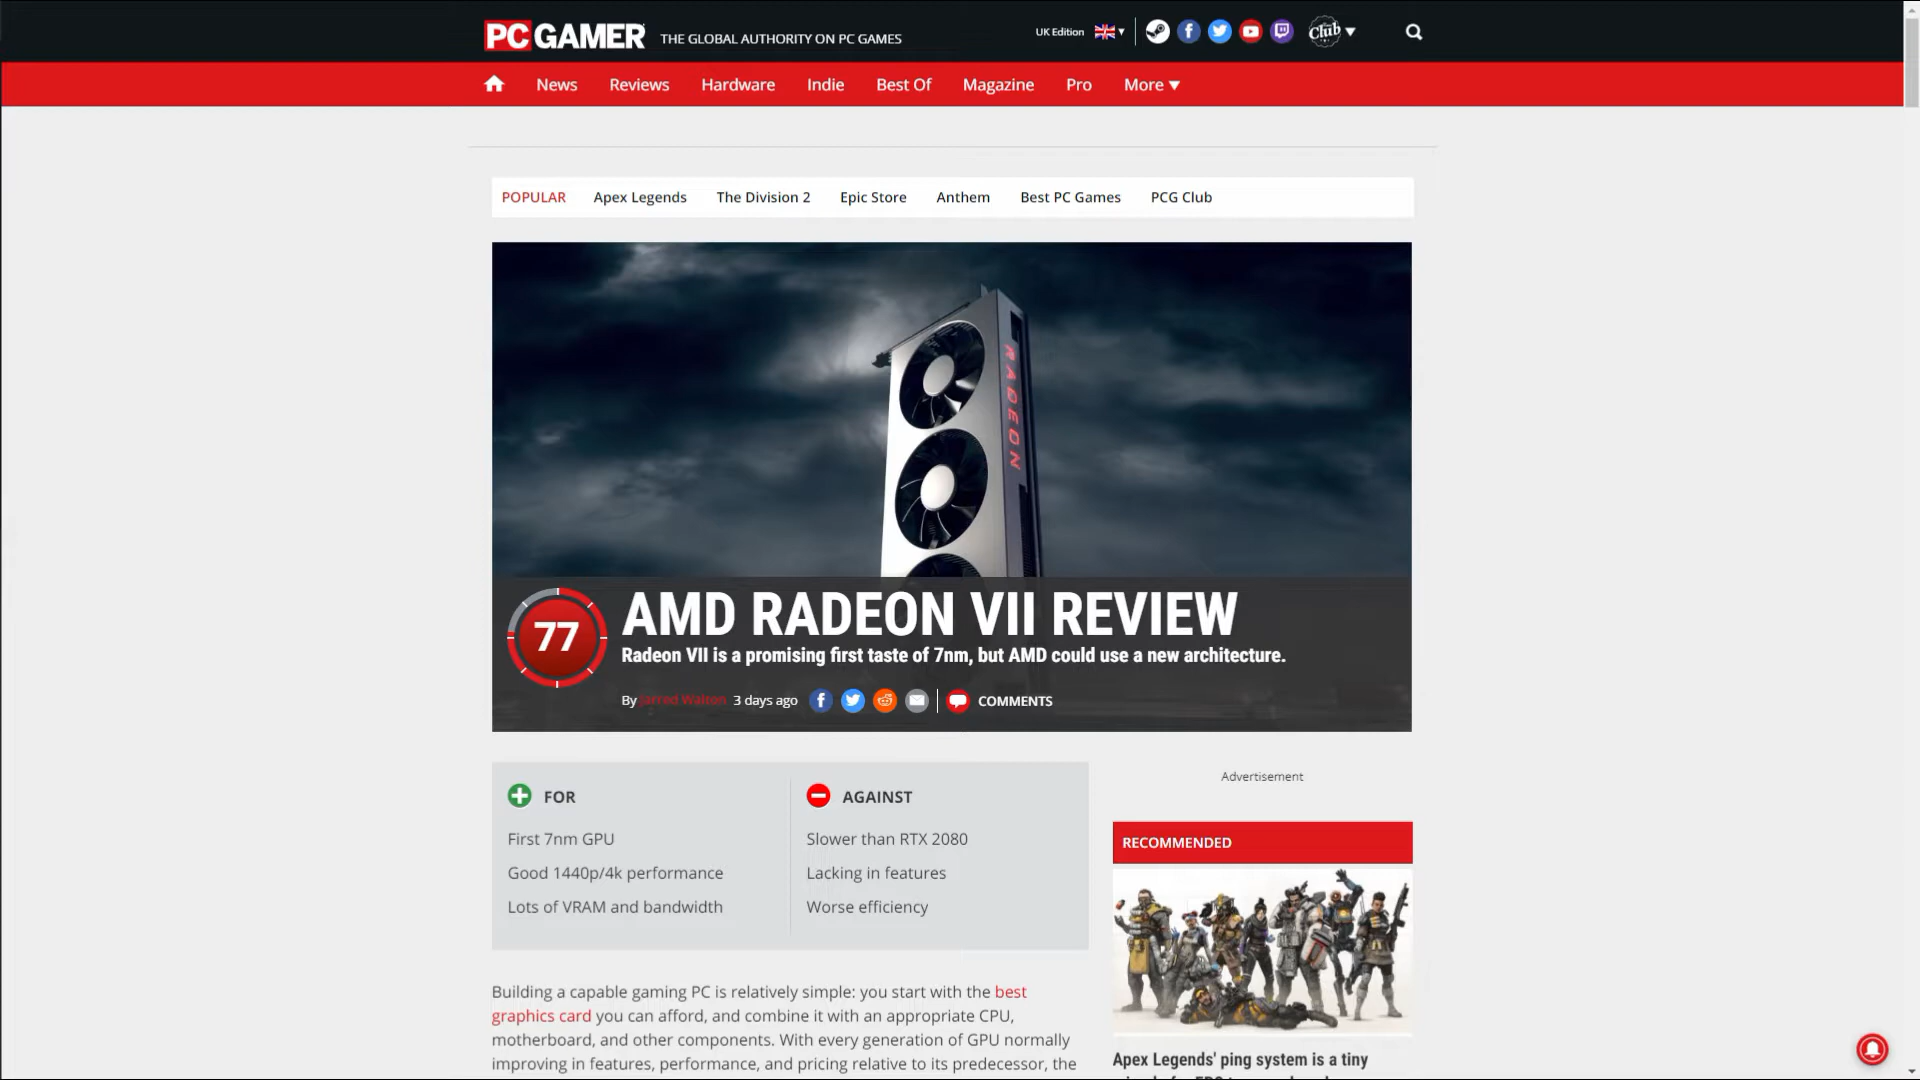 PC GAMER THE GLOBAL AUTHORITY ON PC GAMES
UK Edition
Club
News Reviews Hardware Indie Best Of Magazine Pro More
POPULAR Apex Legends The Division 2 Epic Store Anthem Best PC Games PCG Club
RADEON
77
AMD RADEON VII REVIEW
Radeon VII is a promising first taste of 7nm, but AMD could use a new architecture.
By Jarred Walton 3 days ago COMMENTS
FOR
First 7nm GPU
Good 1440p/4k performance
Lots of VRAM and bandwidth
AGAINST
Slower than RTX 2080
Lacking in features
Worse efficiency
Building a capable gaming PC is relatively simple: you start with the best
graphics card you can afford, and combine it with an appropriate CPU,
motherboard, and other components. With every generation of GPU normally
improving in features, performance, and pricing relative to its predecessor, the
Advertisement
RECOMMENDED
Apex Legends' ping system is a tiny